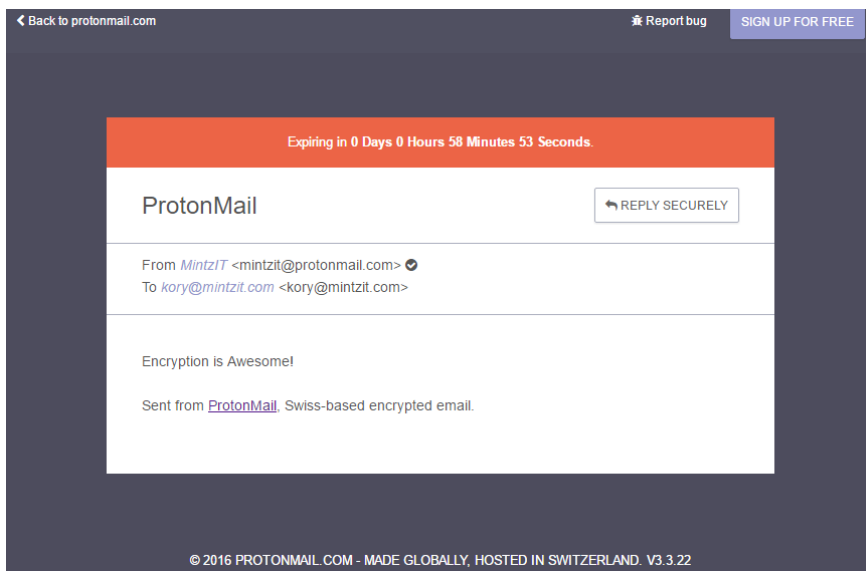 Back to protonmail.com
Report bug
SIGN UP FOR FREE
Expiring in 0 Days 0 Hours 58 Minutes 53 Seconds.
ProtonMail
REPLY SECURELY
From MintzIT <mintzit@protonmail.com>
To kory@mintzit.com <kory@mintzit.com>
Encryption is Awesome!
Sent from ProtonMail, Swiss-based encrypted email.
© 2016 PROTONMAIL.COM - MADE GLOBALLY, HOSTED IN SWITZERLAND. V3.3.22